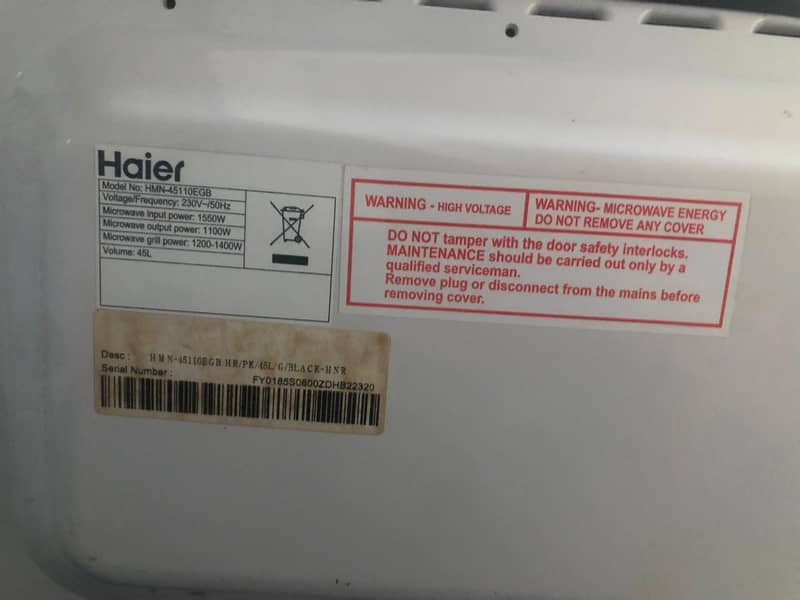 Haier
Model No: HMN-45110EGB
Voltage/Frequency: 230V~/50Hz
Microwave input power: 1550W
Microwave output power: 1100W
Microwave grill power: 1200-1400W
Volume: 45L
WARNING - HIGH VOLTAGE
WARNING- MICROWAVE ENERGY
DO NOT REMOVE ANY COVER
DO NOT tamper with the door safety interlocks.
MAINTENANCE should be carried out only by a
qualified serviceman.
Remove plug or disconnect from the mains before
removing cover.
Desc : HMN-45110EGB/HR/PK/45L/G/BLACK-HNR
Serial Number :
FY0185S0600ZDHB22320